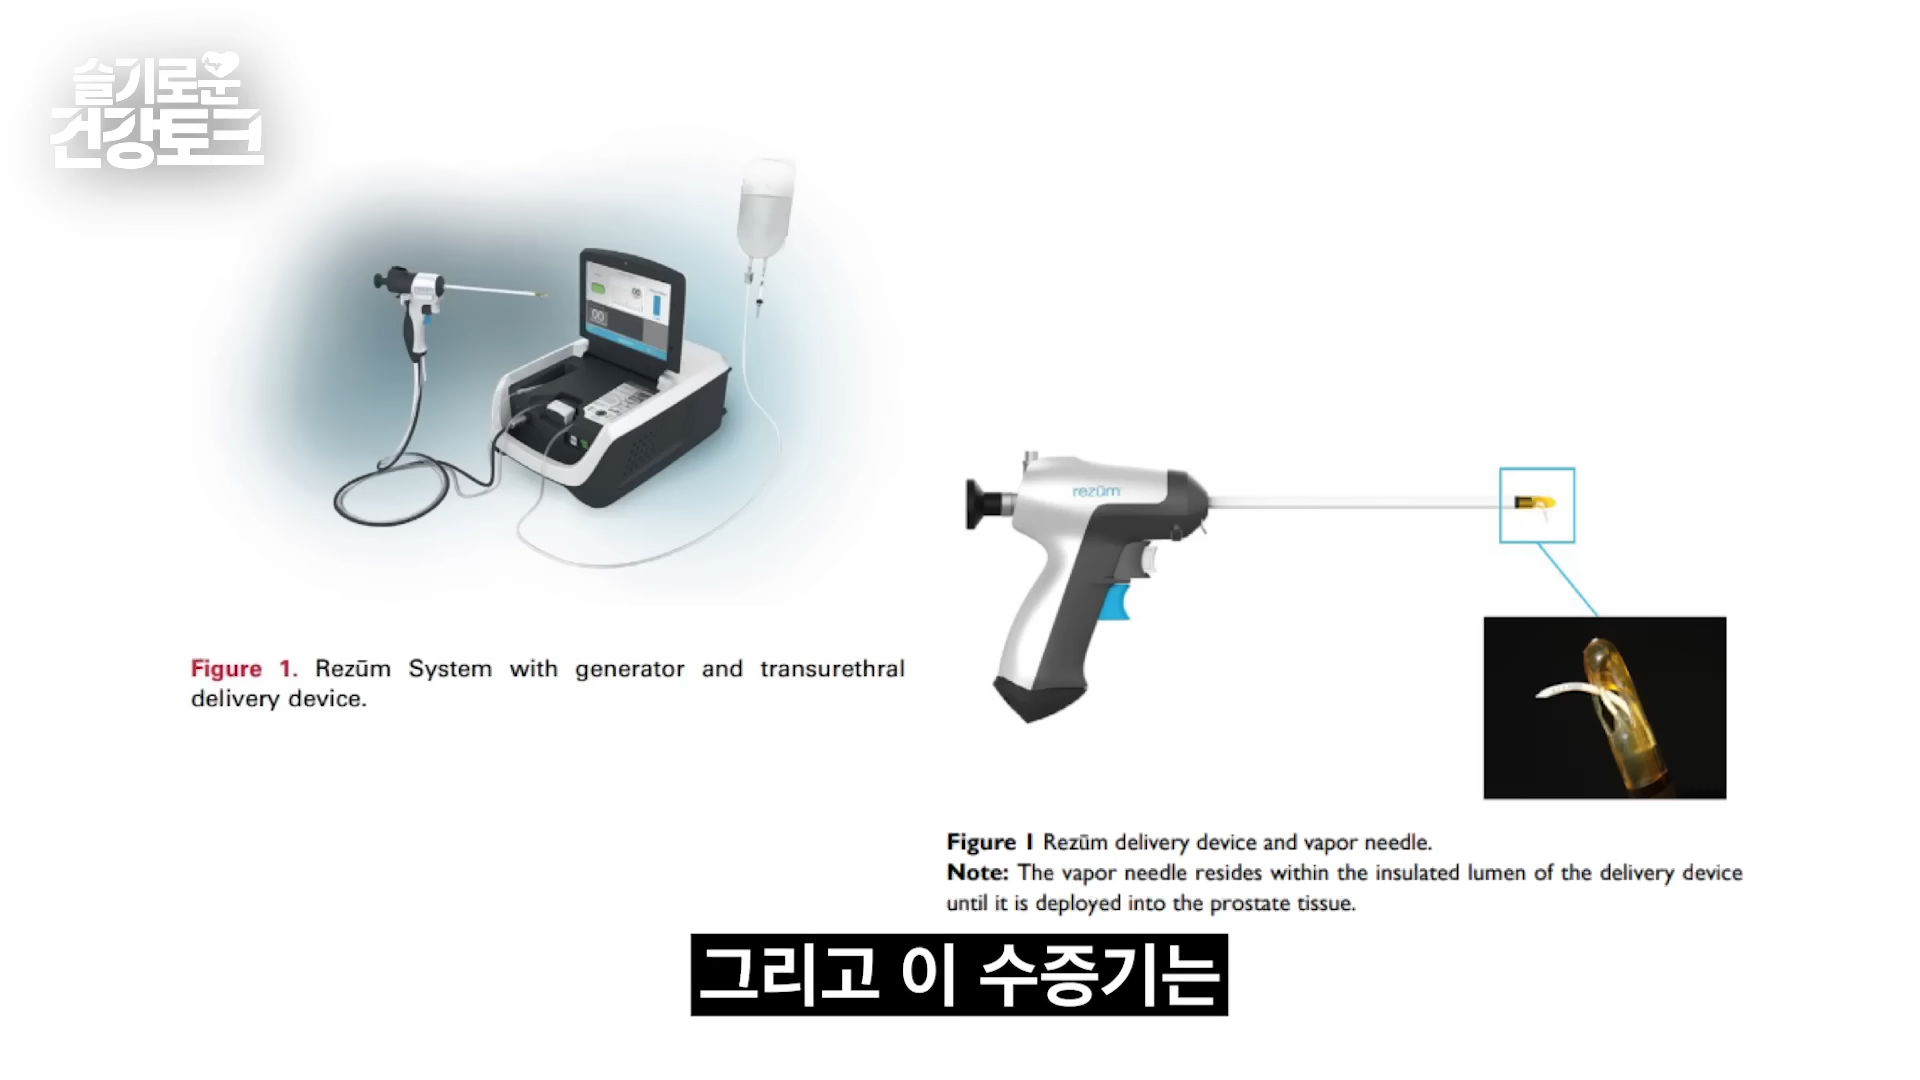 슬기로운
건강토크
rezūm
Figure 1. Rezūm System with generator and transurethral
delivery device.
Figure 1 Rezūm delivery device and vapor needle.
Note: The vapor needle resides within the insulated lumen of the delivery device
until it is deployed into the prostate tissue.
그리고 이 수증기는